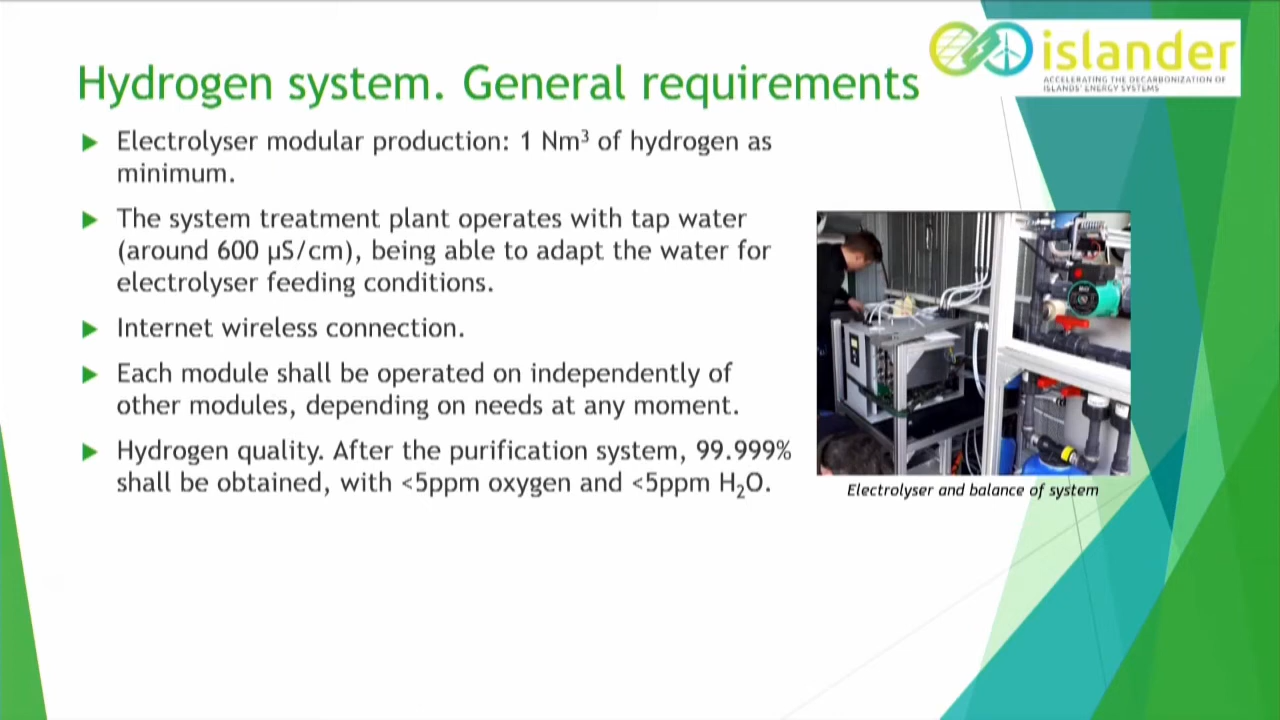 islander
ACCELERATING THE DECARBONIZATION OF
ISLANDS' ENERGY SYSTEMS
Hydrogen system. General requirements
Electrolyser modular production: 1 Nm³ of hydrogen as
minimum.
The system treatment plant operates with tap water
(around 600 µS/cm), being able to adapt the water for
electrolyser feeding conditions.
Internet wireless connection.
Each module shall be operated on independently of
other modules, depending on needs at any moment.
Hydrogen quality. After the purification system, 99.999%
shall be obtained, with <5ppm oxygen and <5ppm H₂O.
Electrolyser and balance of system